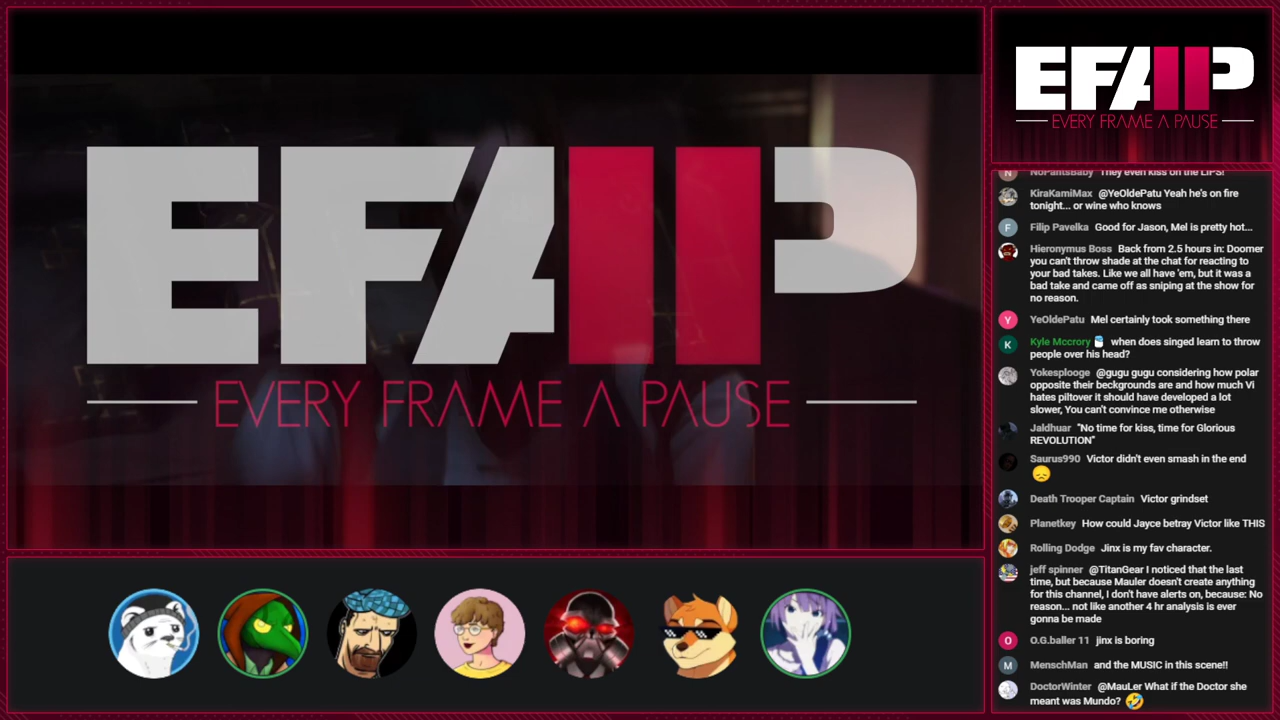 EFAP
EVERY FRAME A PAUSE
EFAP
EVERY FRAME A PAUSE
N NoPantsBaby They even kiss on the LIPS!
KiraKamiMax @YeOldePatu Yeah he's on fire
tonight... or wine who knows
F Filip Pavelka Good for Jason, Mel is pretty hot...
Hieronymus Boss Back from 2.5 hours in: Doomer
you can't throw shade at the chat for reacting to
your bad takes. Like we all have 'em, but it was a
bad take and came off as sniping at the show for
no reason.
Y YeOldePatu Mel certainly took something there
K Kyle Mccrory when does singed learn to throw
people over his head?
Yokesplooge @gugu gugu considering how polar
opposite their beckgrounds are and how much Vi
hates piltover it should have developed a lot
slower, You can't convince me otherwise
Jaldhuar "No time for kiss, time for Glorious
REVOLUTION"
Saurus990 Victor didn't even smash in the end
😞
Death Trooper Captain Victor grindset
Planetkey How could Jayce betray Victor like THIS
Rolling Dodge Jinx is my fav character.
jeff spinner @TitanGear I noticed that the last
time, but because Mauler doesn't create anything
for this channel, I don't have alerts on, because: No
reason... not like another 4 hr analysis is ever
gonna be made
O O.G.baller 11 jinx is boring
M MenschMan and the MUSIC in this scene!!
DoctorWinter @MauLer What if the Doctor she
meant was Mundo? 🤣